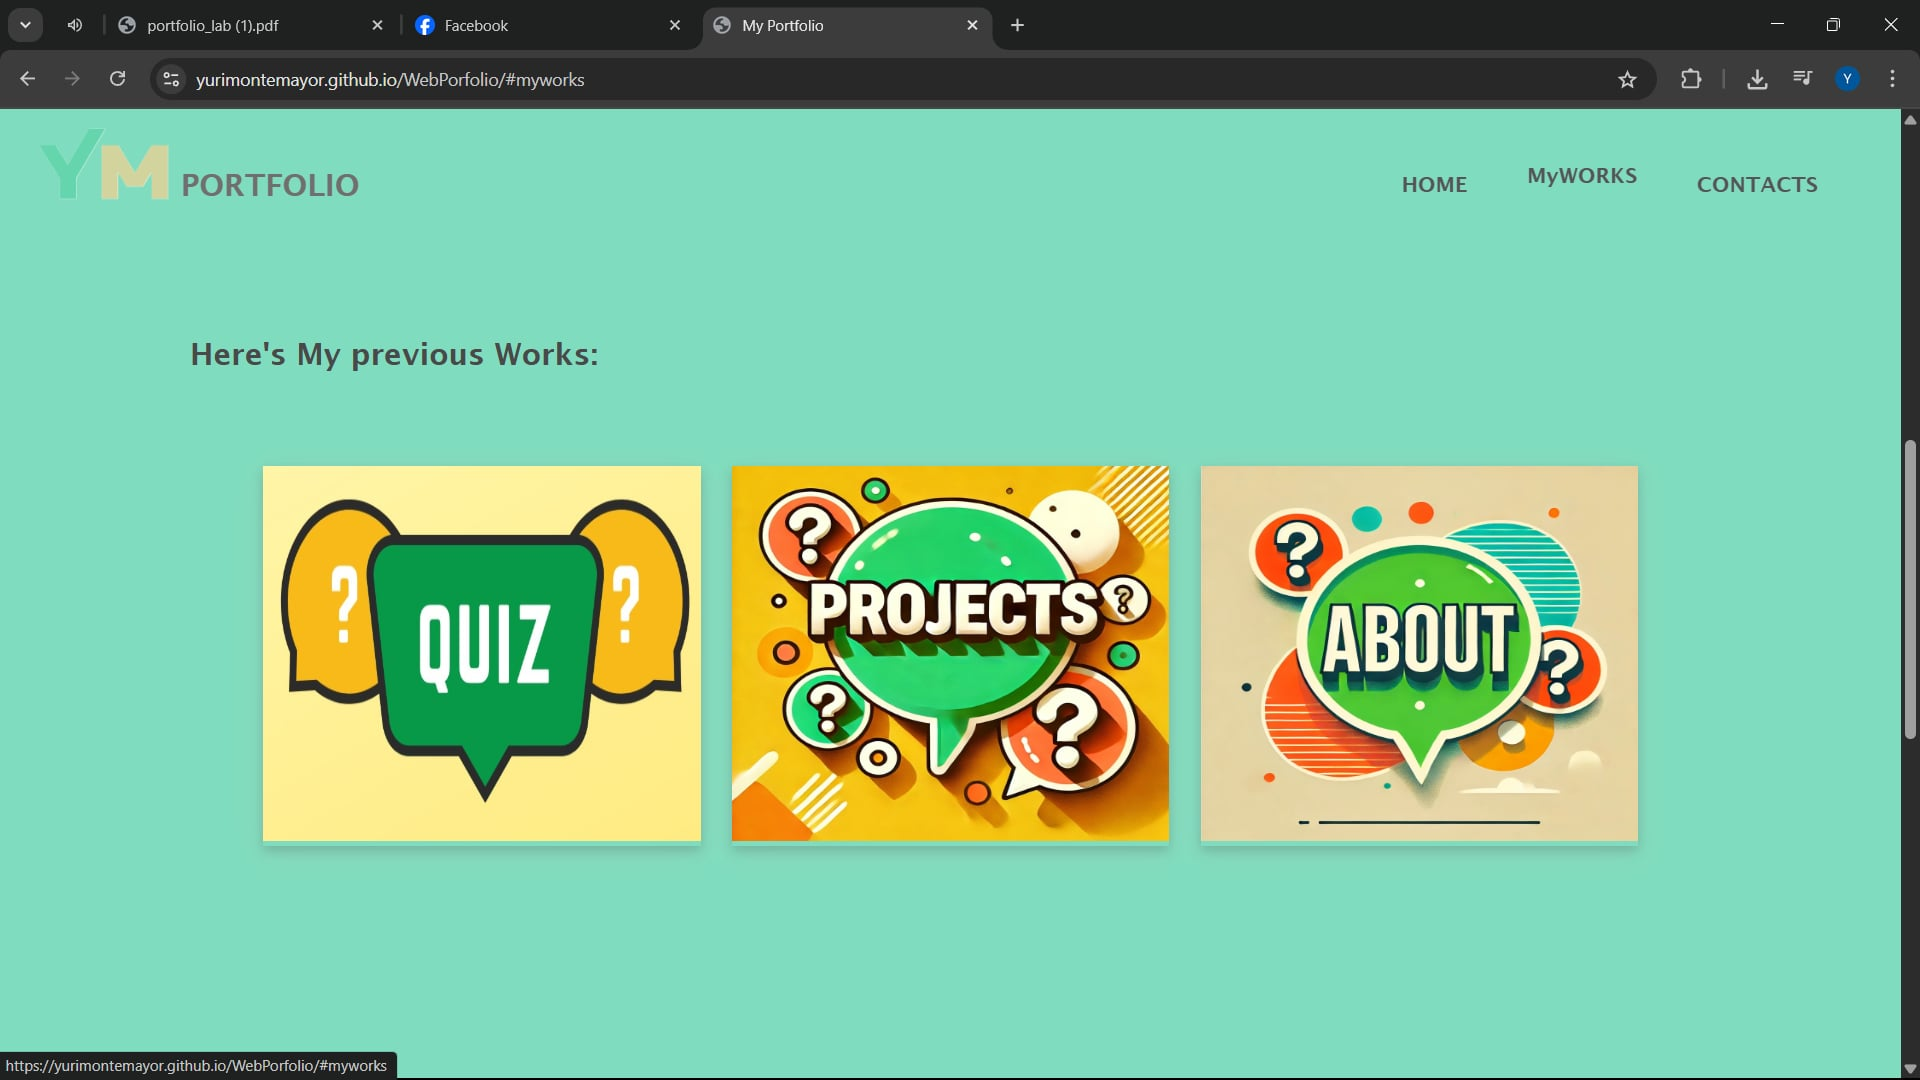 portfolio_lab (1).pdf
Facebook
My Portfolio
yurimontemayor.github.io/WebPorfolio/#myworks
Y
YM PORTFOLIO
HOME
MyWORKS
CONTACTS
Here's My previous Works:
? QUIZ ?
?
PROJECTS ?
?
?
?
ABOUT
?
https://yurimontemayor.github.io/WebPorfolio/#myworks